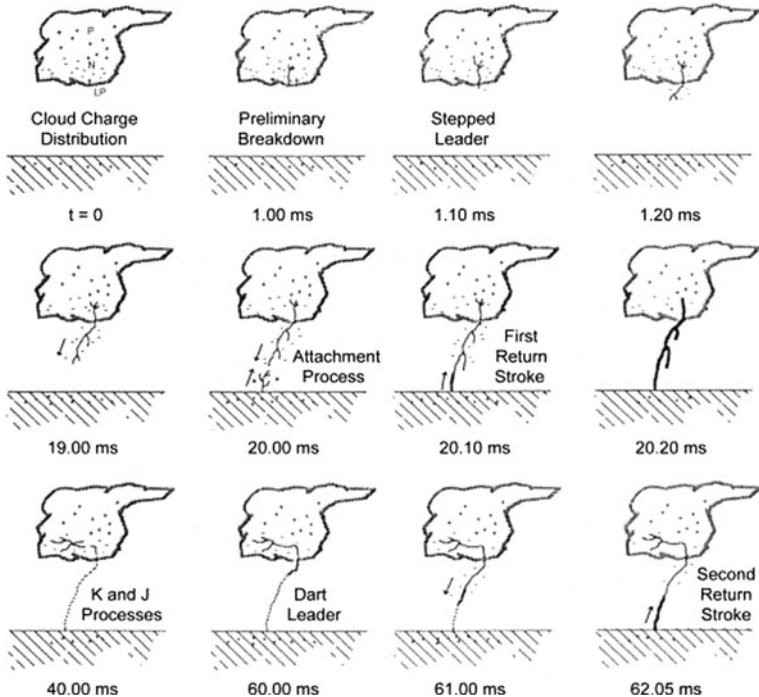 P
N
LP
Cloud Charge
Distribution
Preliminary
Breakdown
Stepped
Leader
t = 0
1.00 ms
1.10 ms
1.20 ms
Attachment
Process
First
Return
Stroke
19.00 ms
20.00 ms
20.10 ms
20.20 ms
K and J
Processes
Dart
Leader
Second
Return
Stroke
40.00 ms
60.00 ms
61.00 ms
62.05 ms